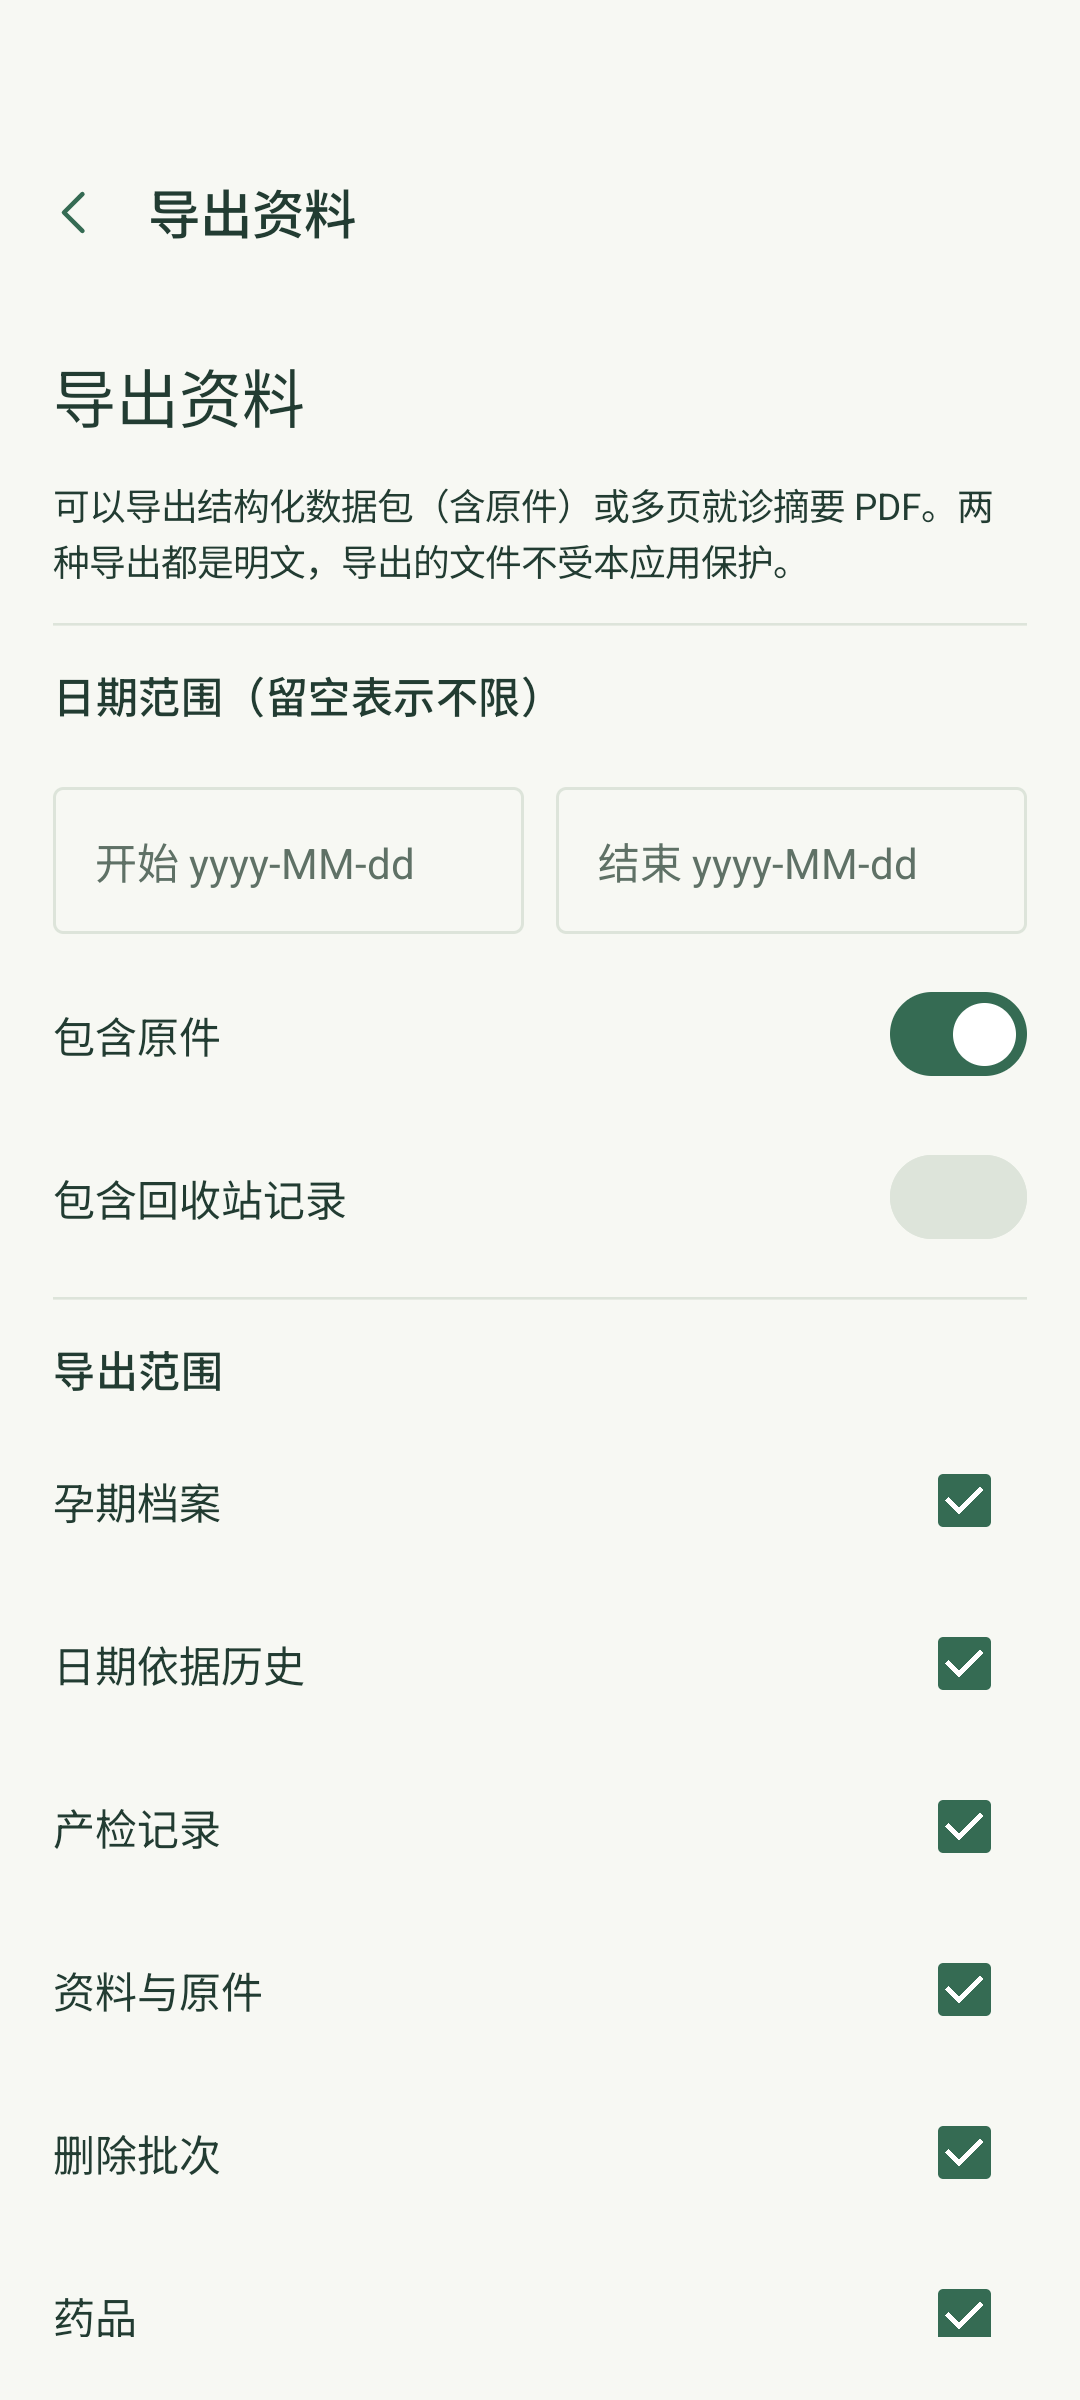 导出资料
导出资料
可以导出结构化数据包（含原件）或多页就诊摘要 PDF。两
种导出都是明文，导出的文件不受本应用保护。
日期范围（留空表示不限）
开始 yyyy-MM-dd
结束 yyyy-MM-dd
包含原件
包含回收站记录
导出范围
孕期档案
日期依据历史
产检记录
资料与原件
删除批次
药品